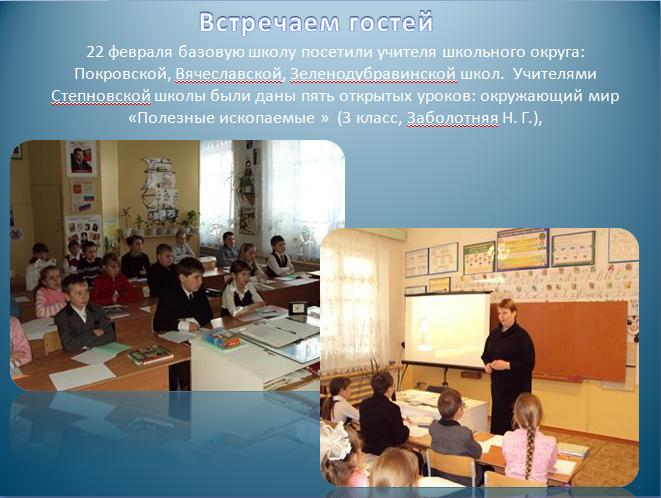 Встречаем гостей
22 февраля базовую школу посетили учителя школьного округа:
Покровской, Вячеславской, Зеленодубравинской школ. Учителями
Степновской школы были даны пять открытых уроков: окружающий мир
«Полезные ископаемые » (3 класс, Заболотняя Н. Г.),